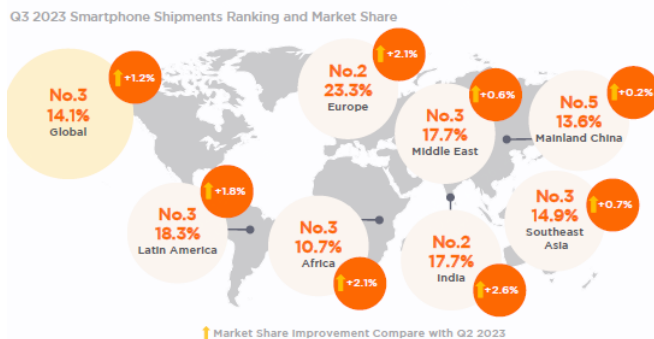 Q3 2023 Smartphone Shipments Ranking and Market Share
No.3
14.1%
Global
+1.2%
No.2
23.3%
Europe
+2.1%
No.3
17.7%
Middle East
+0.6%
No.5
13.6%
Mainland China
+0.2%
No.3
18.3%
Latin America
+1.8%
No.3
10.7%
Africa
+2.1%
No.2
17.7%
India
+2.6%
No.3
14.9%
Southeast
Asia
+0.7%
Market Share Improvement Compare with Q2 2023